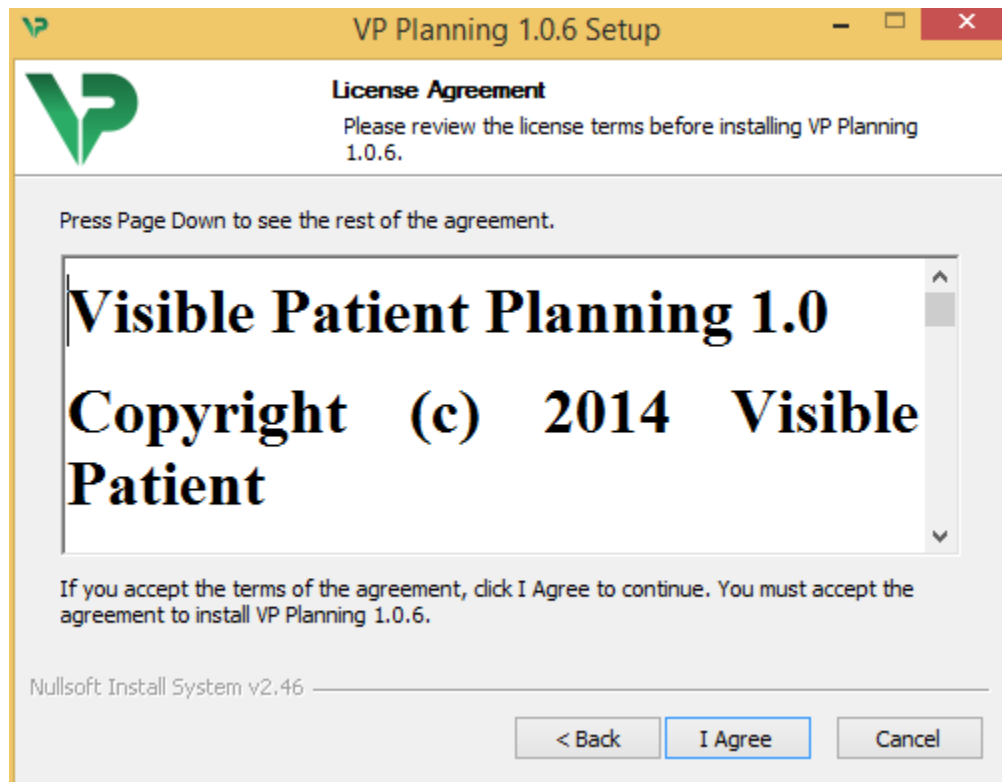 VP Planning 1.0.6 Setup
License Agreement
Please review the license terms before installing VP Planning
1.0.6.
Press Page Down to see the rest of the agreement.
Visible Patient Planning 1.0
Copyright (c) 2014 Visible
Patient
If you accept the terms of the agreement, click I Agree to continue. You must accept the
agreement to install VP Planning 1.0.6.
Nullsoft Install System v2.46
< Back I Agree Cancel